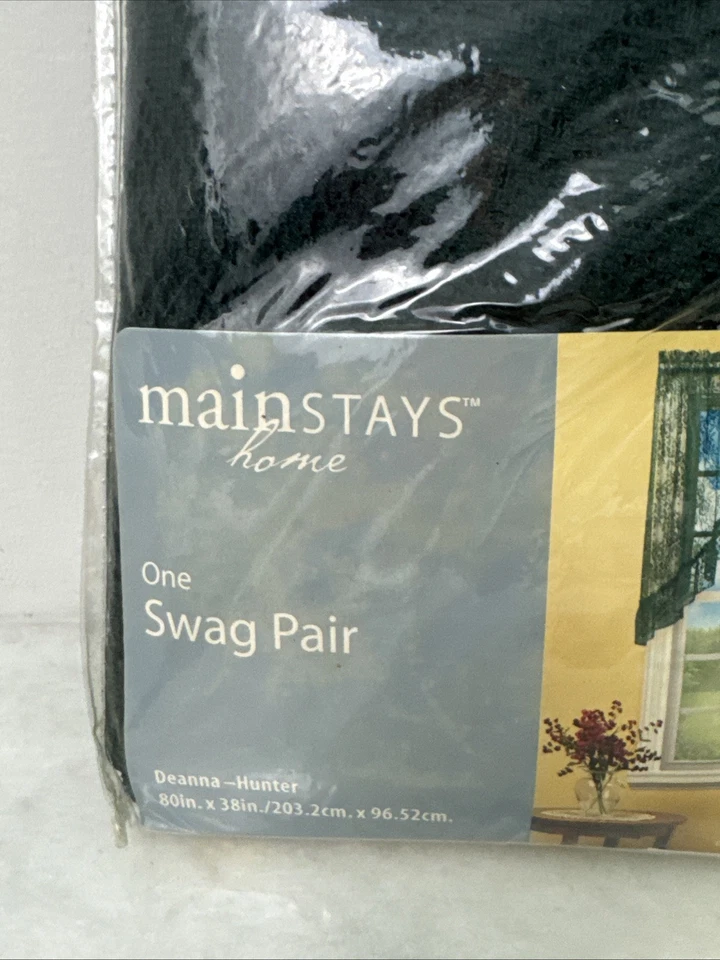 mainSTAYS™
home
One
Swag Pair
Deanna–Hunter
80in. x 38in./203.2cm. x 96.52cm.